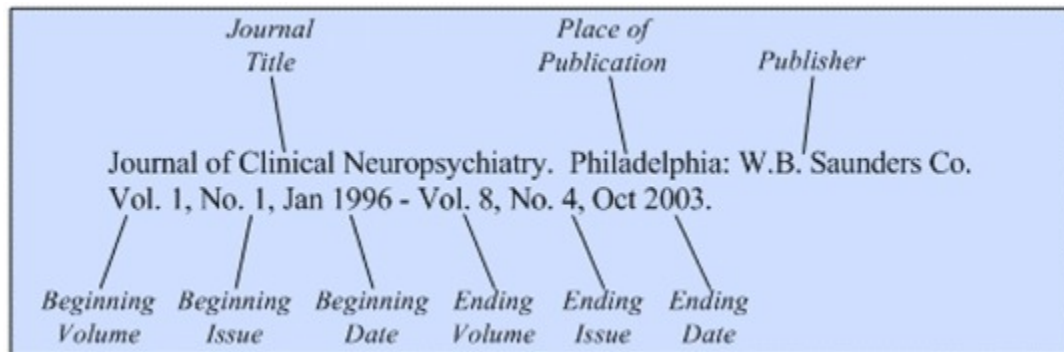 Journal Place of
Title Publication Publisher
Journal of Clinical Neuropsychiatry. Philadelphia: W.B. Saunders Co.
Vol. 1, No. 1, Jan 1996 - Vol. 8, No. 4, Oct 2003.
Beginning Beginning Beginning Ending Ending Ending
Volume Issue Date Volume Issue Date